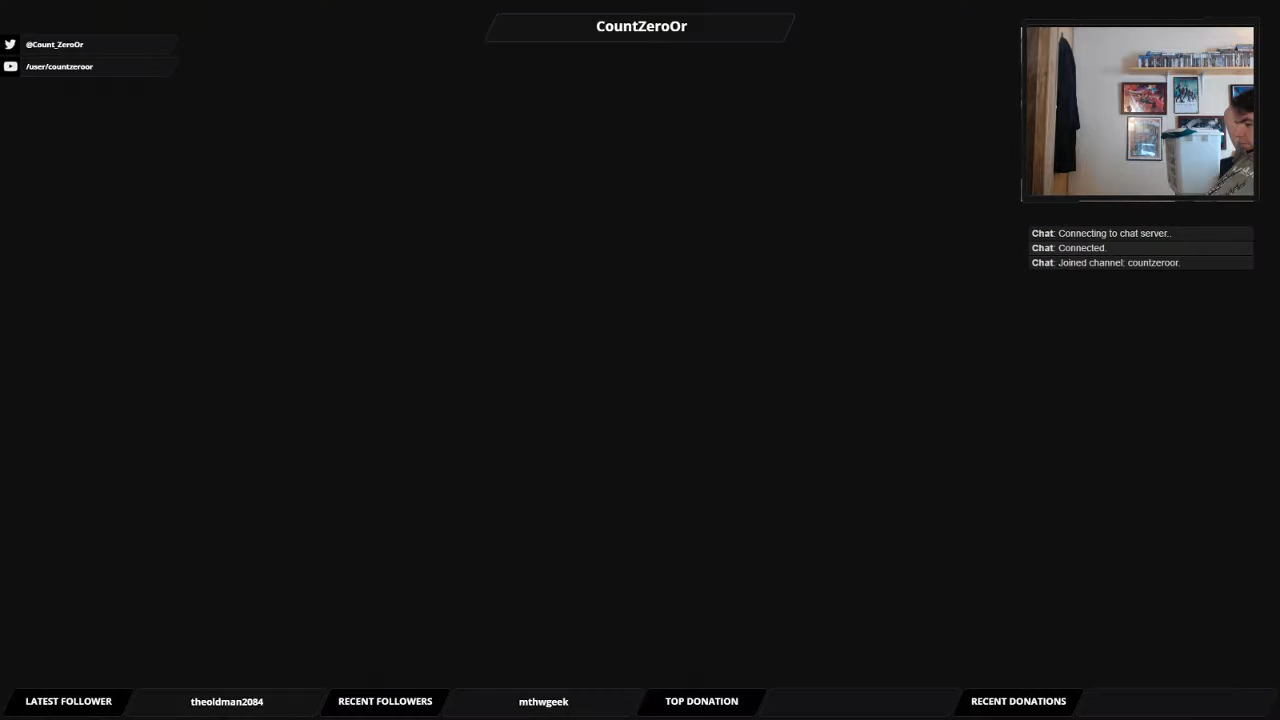 CountZeroOr
@Count_ZeroOr
/user/countzeroor
Chat: Connecting to chat server..
Chat: Connected.
Chat: Joined channel: countzeroor.
LATEST FOLLOWER
theoldman2084
RECENT FOLLOWERS
mthwgeek
TOP DONATION
RECENT DONATIONS